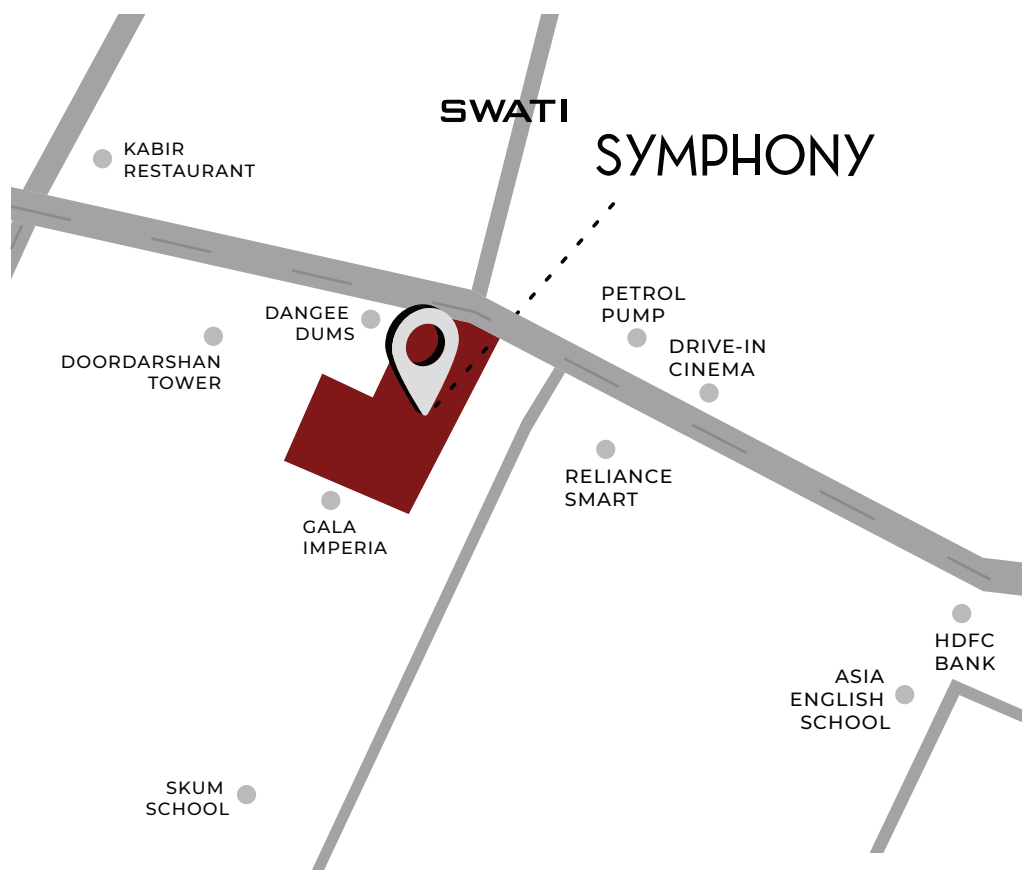 SWATI
SYMPHONY
KABIR
RESTAURANT
PETROL
PUMP
DANGEE
DUMS
DRIVE-IN
CINEMA
DOORDARSHAN
TOWER
RELIANCE
SMART
GALA
IMPERIA
HDFC
BANK
ASIA
ENGLISH
SCHOOL
SKUM
SCHOOL